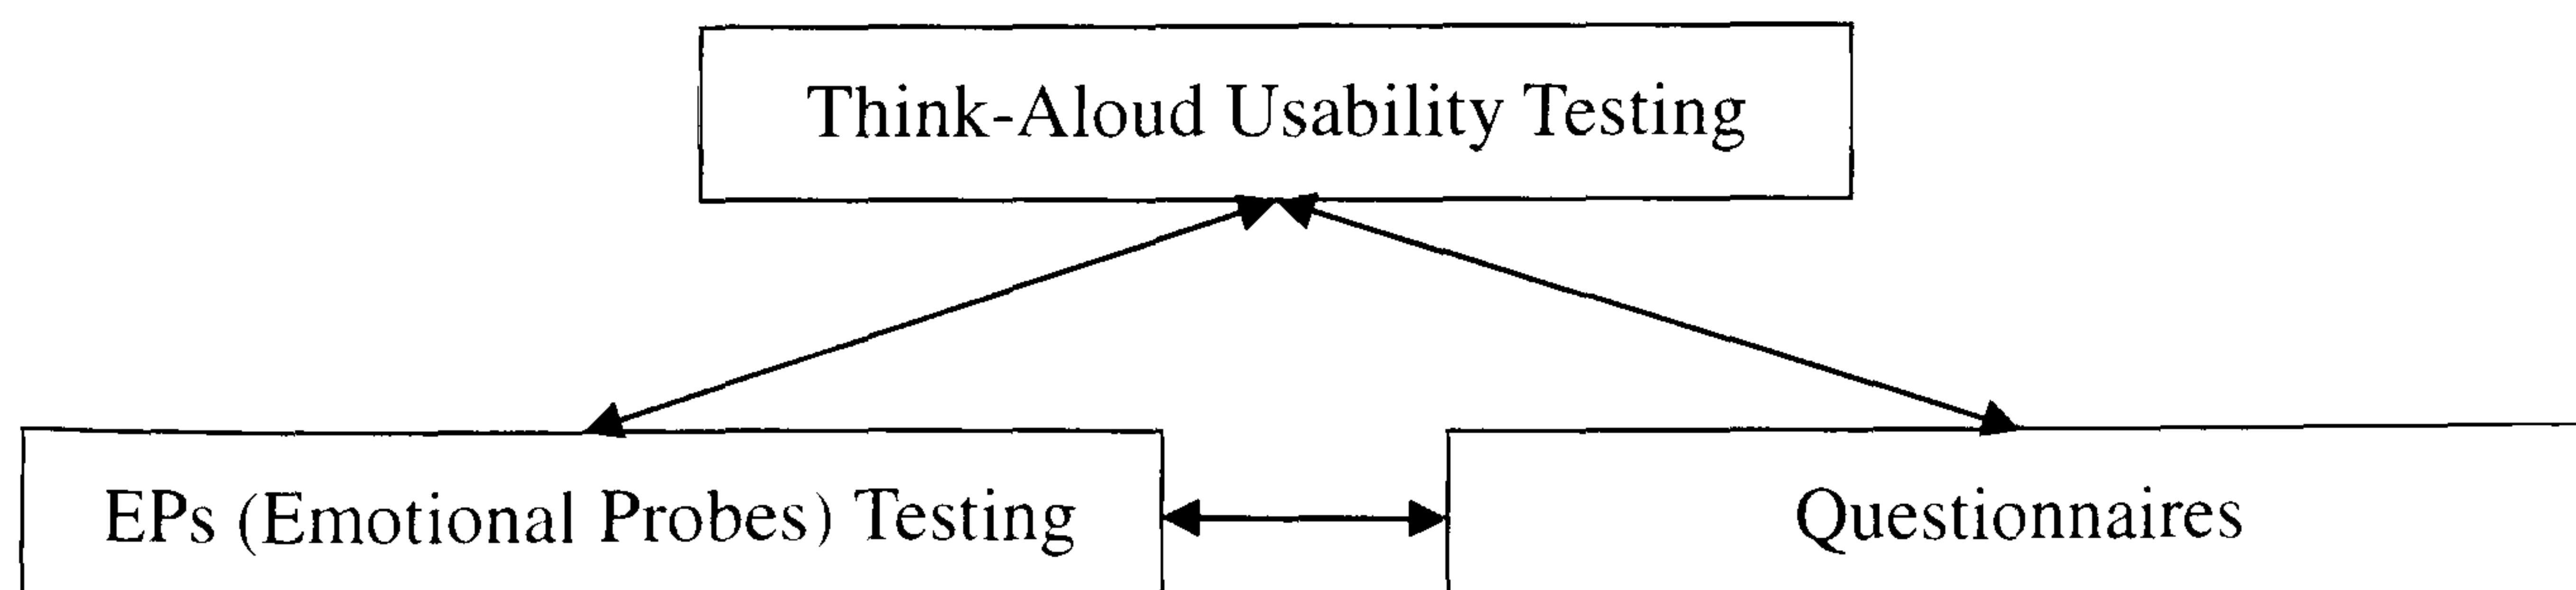 Think-Aloud Usability Testing
EPs (Emotional Probes) Testing
Questionnaires